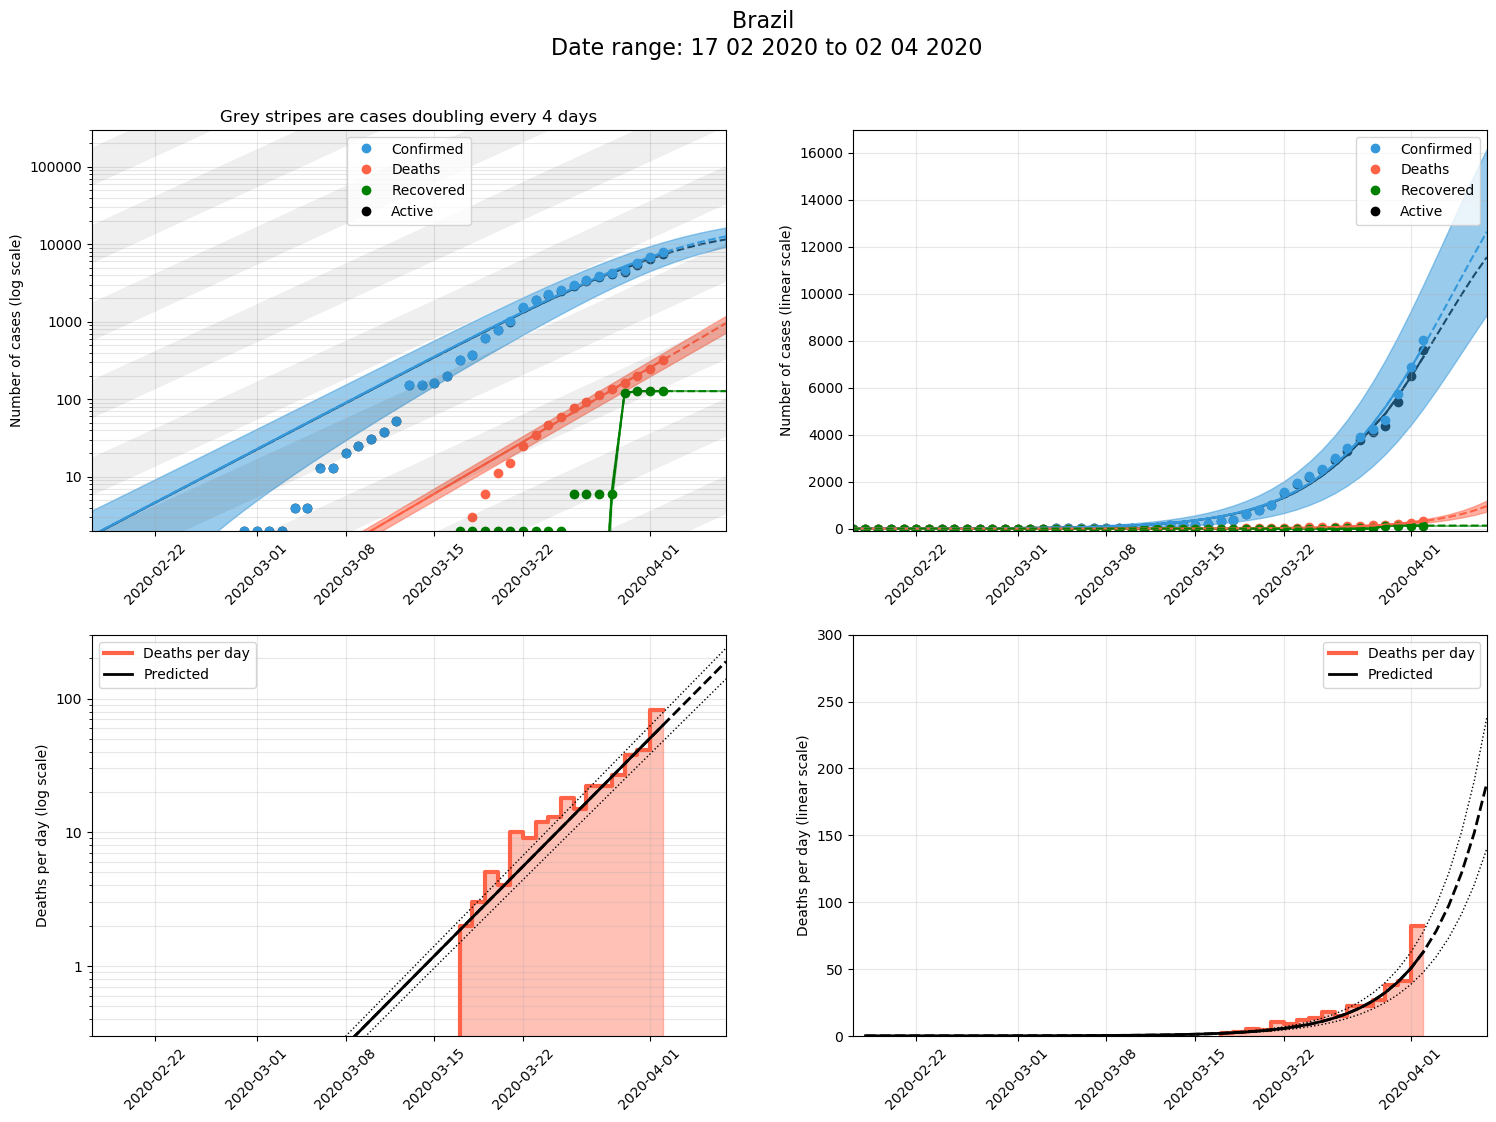 Brazil
Date range: 17 02 2020 to 02 04 2020
Grey stripes are cases doubling every 4 days
Number of cases (log scale)
100000
10000
1000
100
10
Confirmed
Deaths
Recovered
Active
2020-02-22
2020-03-01
2020-03-08
2020-03-15
2020-03-22
2020-04-01
Number of cases (linear scale)
16000
14000
12000
10000
8000
6000
4000
2000
0
Confirmed
Deaths
Recovered
Active
2020-02-22
2020-03-01
2020-03-08
2020-03-15
2020-03-22
2020-04-01
Deaths per day (log scale)
100
10
1
Deaths per day
Predicted
2020-02-22
2020-03-01
2020-03-08
2020-03-15
2020-03-22
2020-04-01
Deaths per day (linear scale)
300
250
200
150
100
50
0
Deaths per day
Predicted
2020-02-22
2020-03-01
2020-03-08
2020-03-15
2020-03-22
2020-04-01